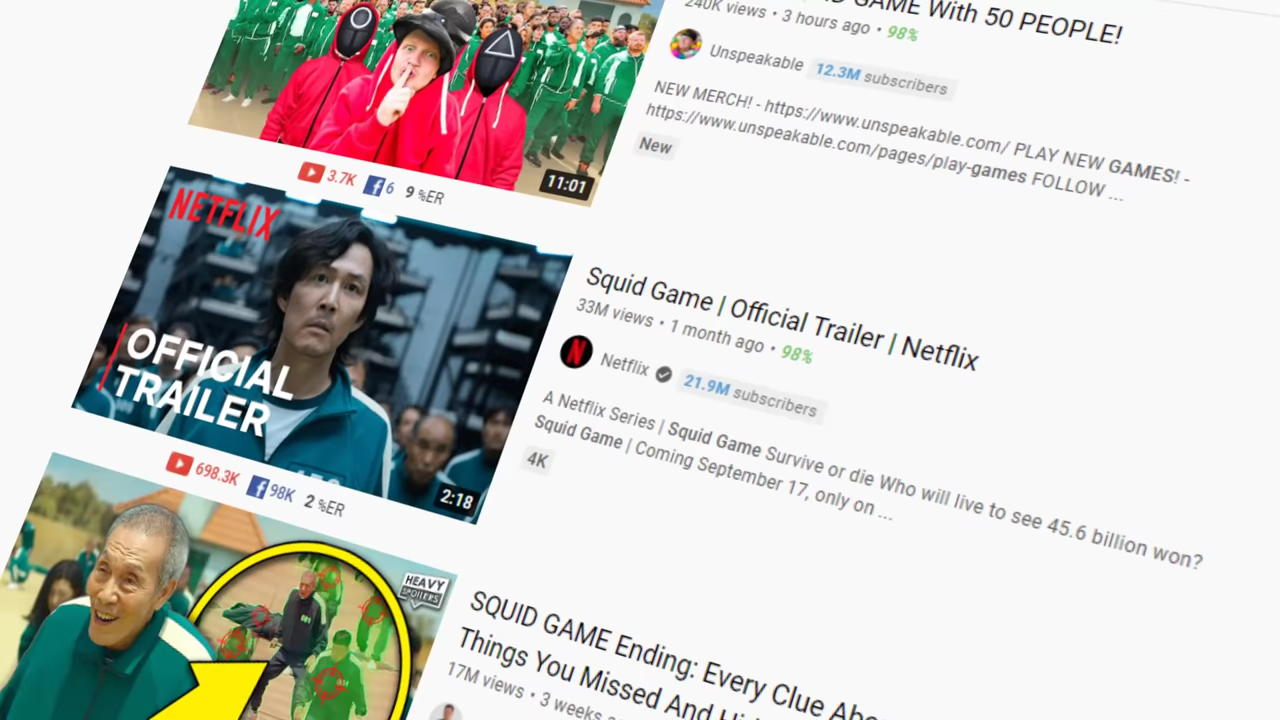 GAME With 50 PEOPLE!
240K views • 3 hours ago • 98%
Unspeakable 12.3M subscribers
NEW MERCH! - https://www.unspeakable.com/ PLAY NEW GAMES! -
https://www.unspeakable.com/pages/play-games FOLLOW ...
New
11:01
3.7K 6 9 %ER
NETFLIX
OFFICIAL
TRAILER
2:18
698.3K 98K 2 %ER
Squid Game | Official Trailer | Netflix
33M views • 1 month ago • 98%
N
Netflix 21.9M subscribers
A Netflix Series | Squid Game Survive or die Who will live to see 45.6 billion won?
Squid Game | Coming September 17, only on ...
4K
HEAVY
SPOILERS
SQUID GAME Ending: Every Clue
Things You Missed And
17M views • 3 weeks